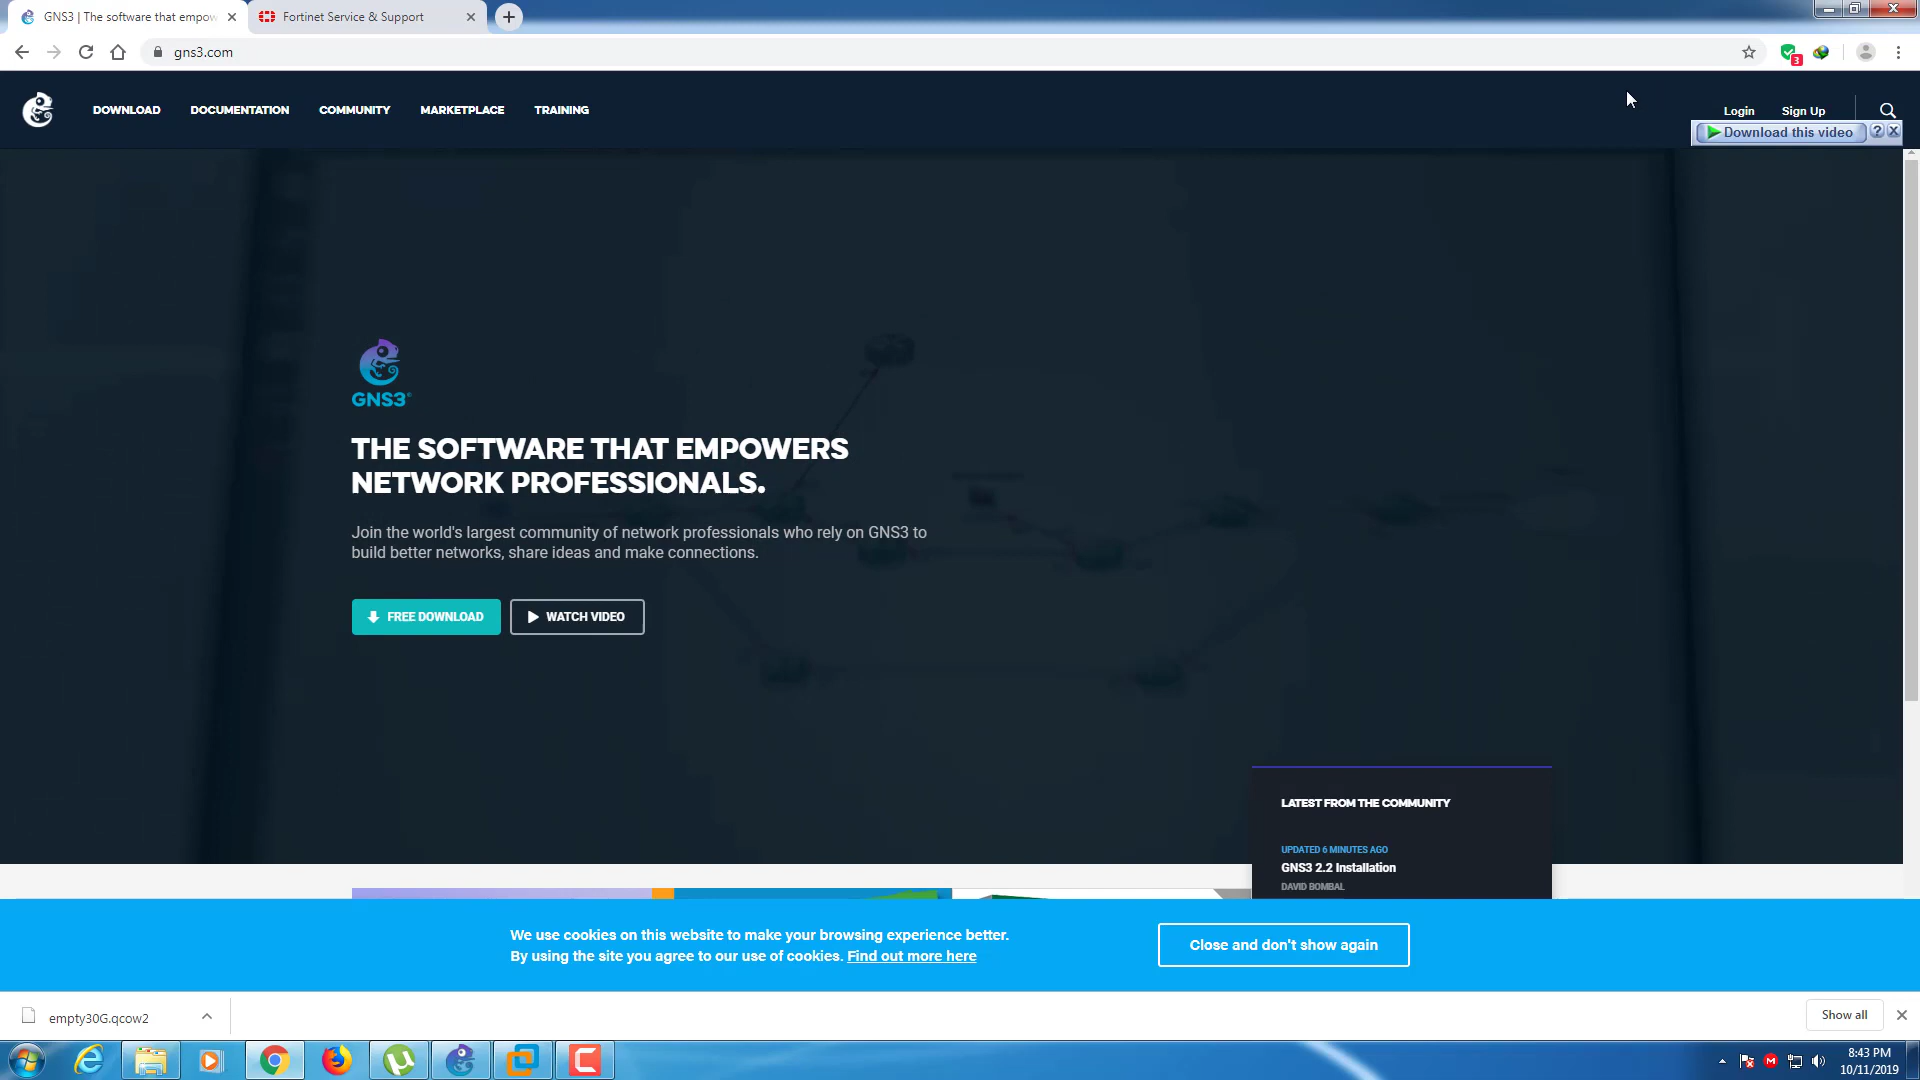 GNS3 | The software that empow
Fortinet Service & Support
gns3.com
3
DOWNLOAD
DOCUMENTATION
COMMUNITY
MARKETPLACE
TRAINING
Login
Sign Up
Download this video
?
GNS3
THE SOFTWARE THAT EMPOWERS
NETWORK PROFESSIONALS.
Join the world's largest community of network professionals who rely on GNS3 to
build better networks, share ideas and make connections.
FREE DOWNLOAD
WATCH VIDEO
LATEST FROM THE COMMUNITY
UPDATED 6 MINUTES AGO
GNS3 2.2 Installation
DAVID BOMBAL
We use cookies on this website to make your browsing experience better.
By using the site you agree to our use of cookies. Find out more here
Close and don't show again
empty30G.qcow2
Show all
8:43 PM
10/11/2019